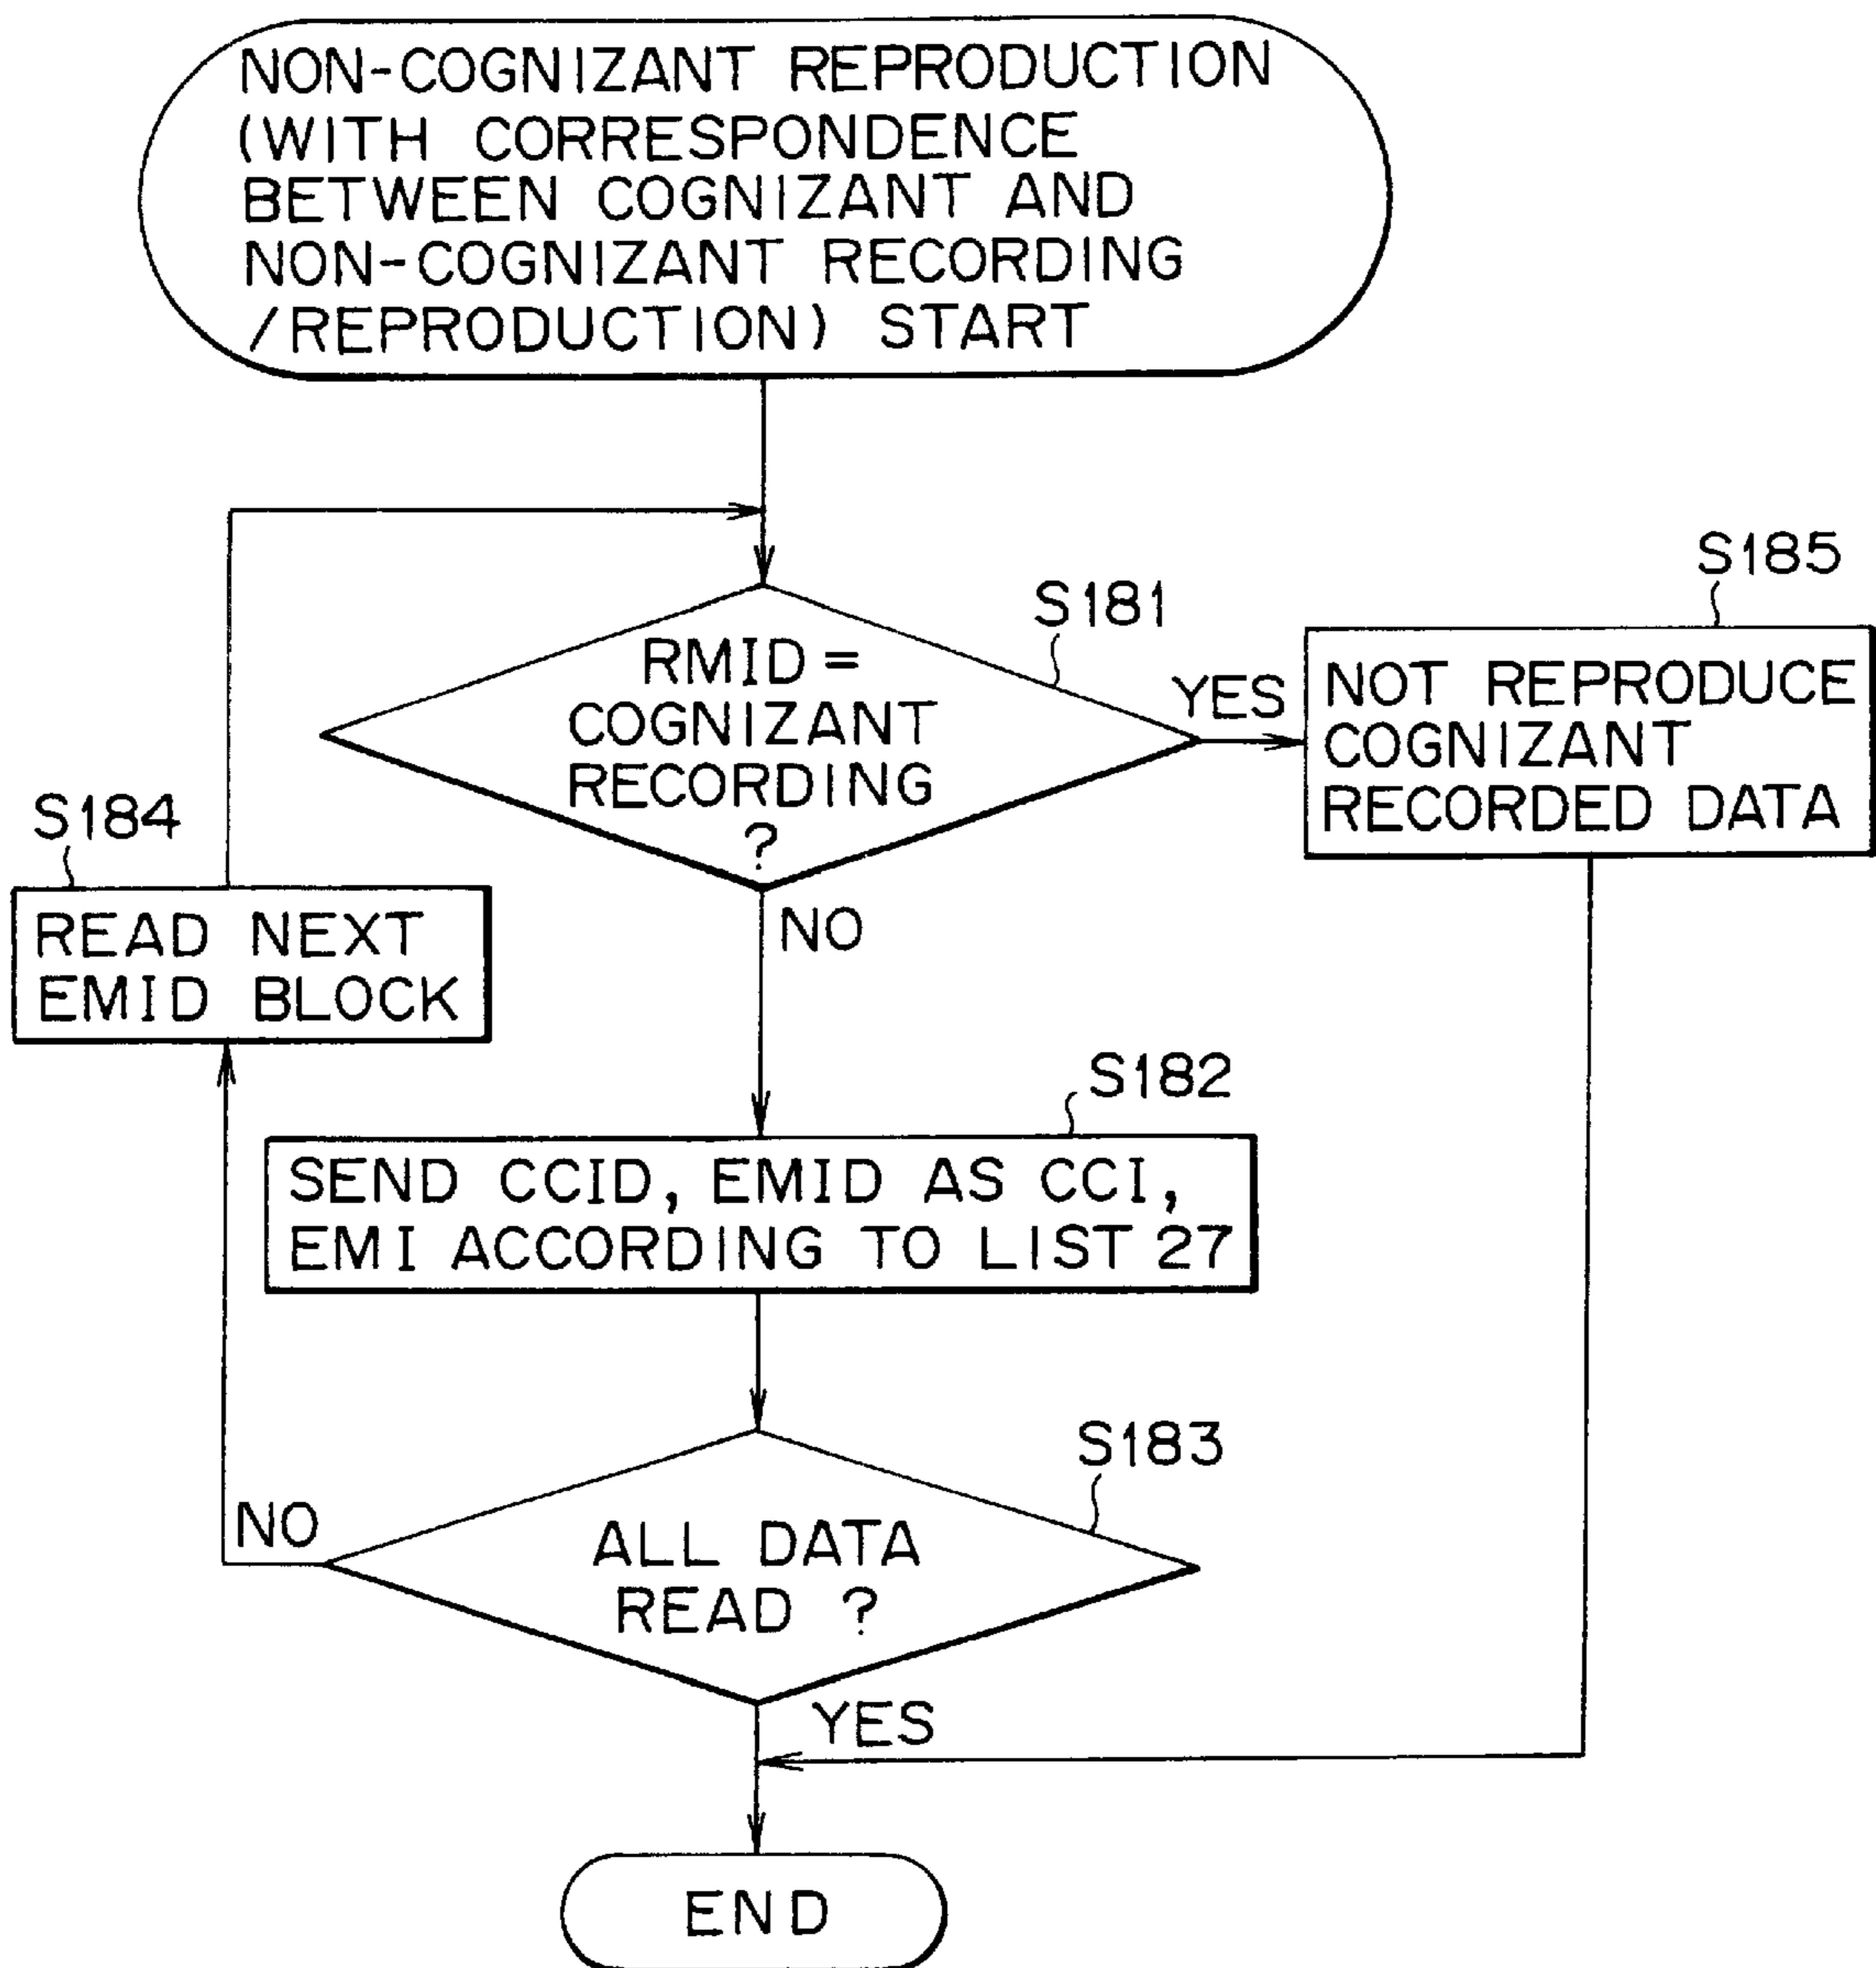 NON-COGNIZANT REPRODUCTION
(WITH CORRESPONDENCE
BETWEEN COGNIZANT AND
NON-COGNIZANT RECORDING
/REPRODUCTION) START
S181
RMID=
COGNIZANT
RECORDING
?
YES
S185
NOT REPRODUCE
COGNIZANT
RECORDED DATA
S184
READ NEXT
EMID BLOCK
NO
S182
SEND CCID, EMID AS CCI,
EMI ACCORDING TO LIST 27
S183
ALL DATA
READ ?
NO
YES
END